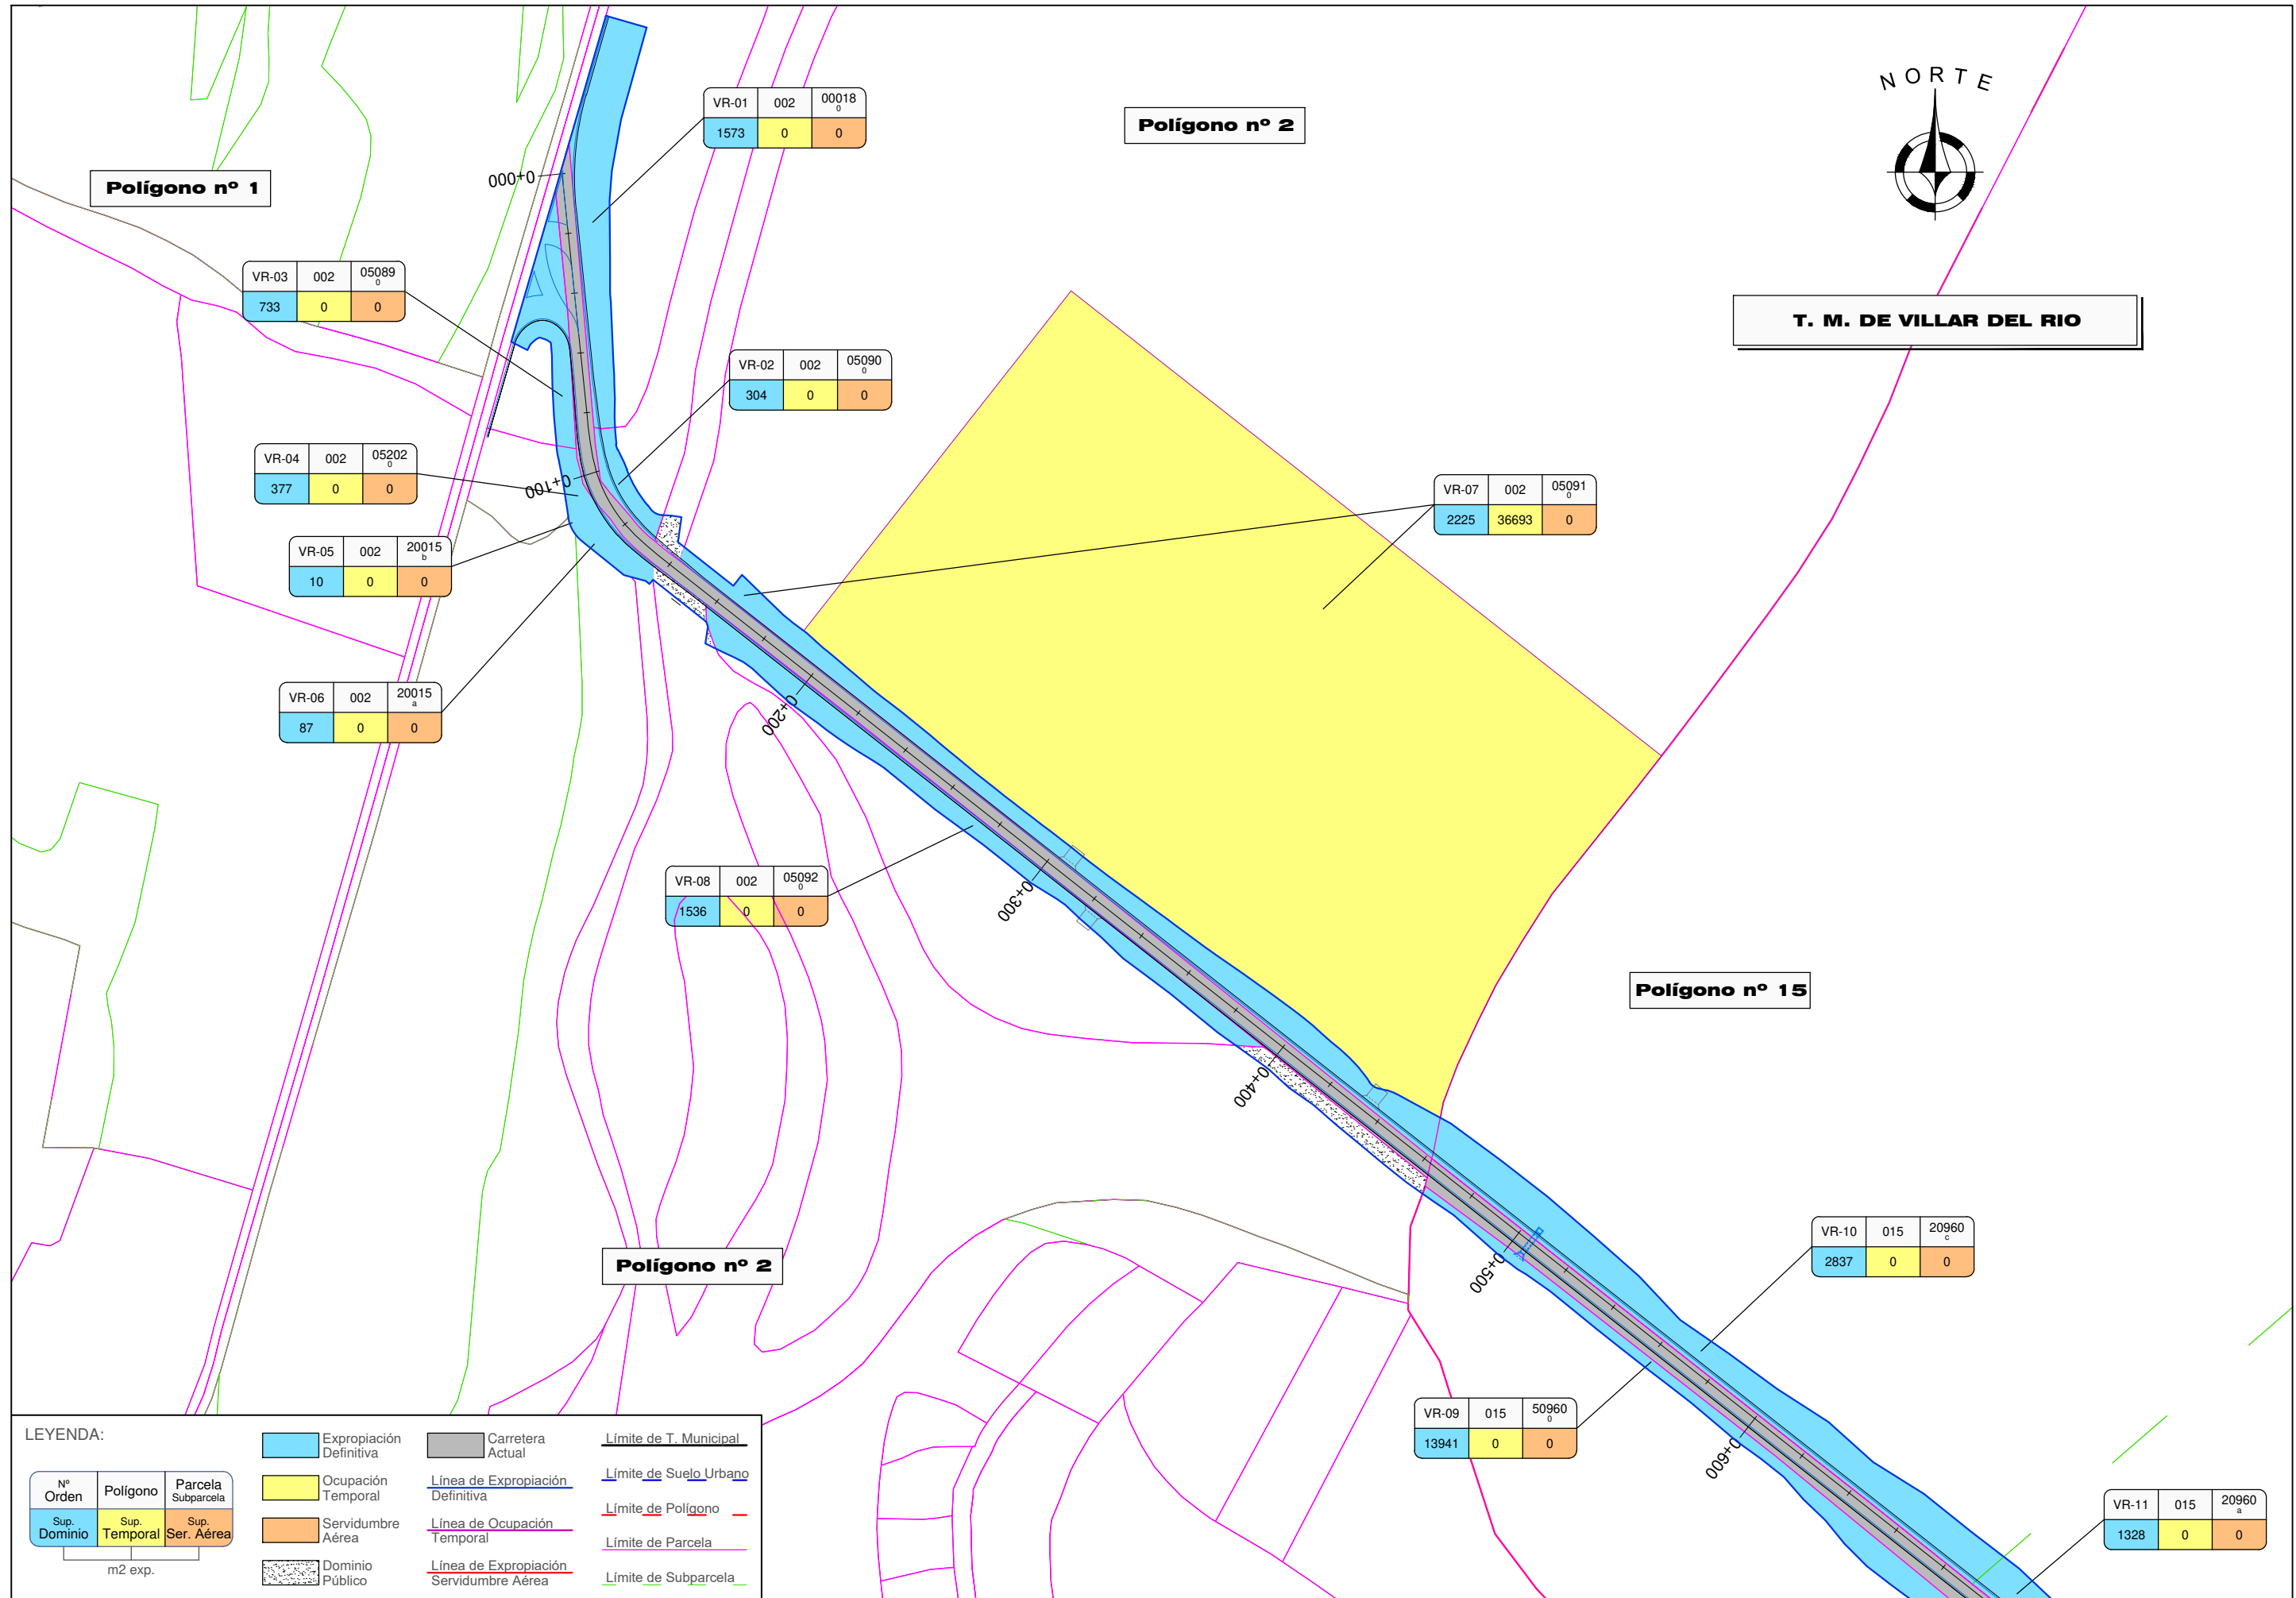 NORTE
Polígono nº 2
Polígono nº 1
T. M. DE VILLAR DEL RIO
VR-01 002 00018
0
1573 0 0
0+000
VR-03 002 05089
0
733 0 0
VR-02 002 05090
0
304 0 0
VR-04 002 05202
0
377 0 0
0+100
VR-07 002 05091
0
2225 36693 0
VR-05 002 20015
b
10 0 0
VR-06 002 20015
a
87 0 0
0+200
VR-08 002 05092
0
1536 0 0
0+300
Polígono nº 15
0+400
Polígono nº 2
0+500
VR-10 015 20960
c
2837 0 0
VR-09 015 50960
0
13941 0 0
0+600
VR-11 015 20960
a
1328 0 0
LEYENDA:
Nº
Orden
Polígono
Parcela
Subparcela
Sup.
Dominio
Sup.
Temporal
Sup.
Ser. Aérea
m2 exp.
Expropiación
Definitiva
Ocupación
Temporal
Servidumbre
Aérea
Dominio
Público
Carretera
Actual
Línea de Expropiación
Definitiva
Línea de Ocupación
Temporal
Línea de Expropiación
Servidumbre Aérea
Límite de T. Municipal
Límite de Suelo Urbano
Límite de Polígono
Límite de Parcela
Límite de Subparcela